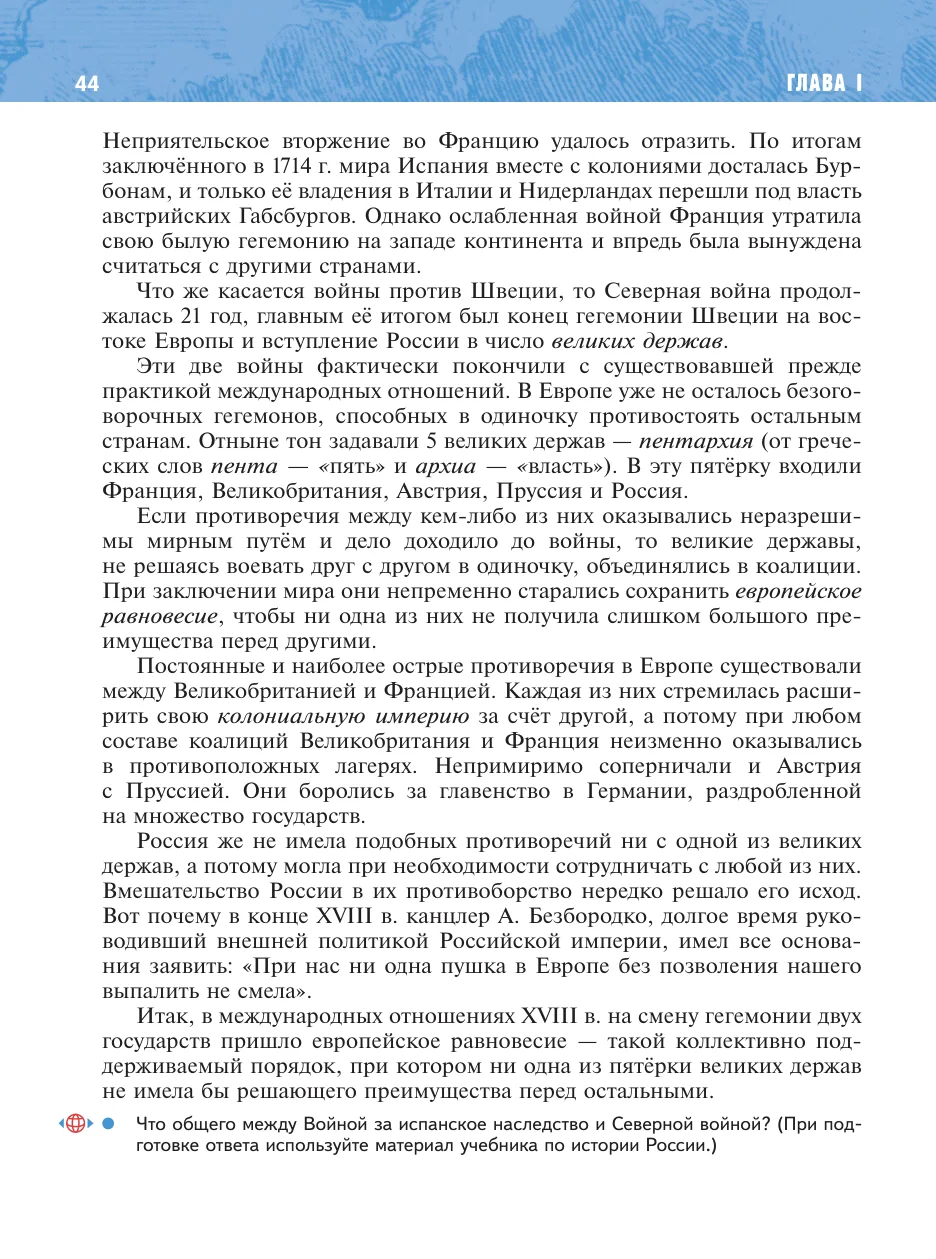 44
ГЛАВА I
Неприятельское вторжение во Францию удалось отразить. По итогам
заключённого в 1714 г. мира Испания вместе с колониями досталась Бур-
бонам, и только её владения в Италии и Нидерландах перешли под власть
австрийских Габсбургов. Однако ослабленная войной Франция утратила
свою былую гегемонию на западе континента и впредь была вынуждена
считаться с другими странами.
Что же касается войны против Швеции, то Северная война продол-
жалась 21 год, главным её итогом был конец гегемонии Швеции на вос-
токе Европы и вступление России в число великих держав.
Эти две войны фактически покончили с существовавшей прежде
практикой международных отношений. В Европе уже не осталось безого-
ворочных гегемонов, способных в одиночку противостоять остальным
странам. Отныне тон задавали 5 великих держав — пентархия (от грече-
ских слов пента — «пять» и архиа — «власть»). В эту пятёрку входили
Франция, Великобритания, Австрия, Пруссия и Россия.
Если противоречия между кем-либо из них оказывались неразреши-
мы мирным путём и дело доходило до войны, то великие державы,
не решаясь воевать друг с другом в одиночку, объединялись в коалиции.
При заключении мира они непременно старались сохранить европейское
равновесие, чтобы ни одна из них не получила слишком большого пре-
имущества перед другими.
Постоянные и наиболее острые противоречия в Европе существовали
между Великобританией и Францией. Каждая из них стремилась расши-
рить свою колониальную империю за счёт другой, а потому при любом
составе коалиций Великобритания и Франция неизменно оказывались
в противоположных лагерях. Непримиримо соперничали и Австрия
с Пруссией. Они боролись за главенство в Германии, раздробленной
на множество государств.
Россия же не имела подобных противоречий ни с одной из великих
держав, а потому могла при необходимости сотрудничать с любой из них.
Вмешательство России в их противоборство нередко решало его исход.
Вот почему в конце XVIII в. канцлер А. Безбородко, долгое время руко-
водивший внешней политикой Российской империи, имел все основа-
ния заявить: «При нас ни одна пушка в Европе без позволения нашего
выпалить не смела».
Итак, в международных отношениях XVIII в. на смену гегемонии двух
государств пришло европейское равновесие — такой коллективно под-
держиваемый порядок, при котором ни одна из пятёрки великих держав
не имела бы решающего преимущества перед остальными.
Что общего между Войной за испанское наследство и Северной войной? (При под-
готовке ответа используйте материал учебника по истории России.)